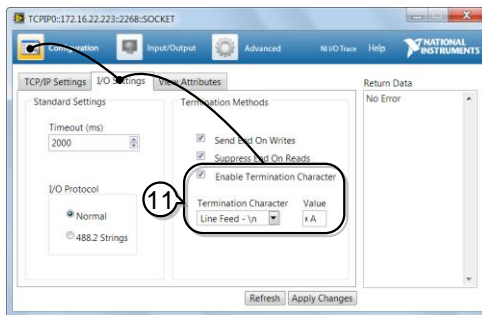 TCPIP0::172.16.22.223::2268::SOCKET
Configuration Input/Output Advanced NI I/O Trace Help NATIONAL INSTRUMENTS
TCP/IP Settings I/O Settings View Attributes
Return Data
No Error
Standard Settings
Timeout (ms)
2000
I/O Protocol
Normal
488.2 Strings
Termination Methods
Send End On Writes
Suppress End On Reads
Enable Termination Character
11
Termination Character Value
Line Feed - \n x A
Refresh Apply Changes